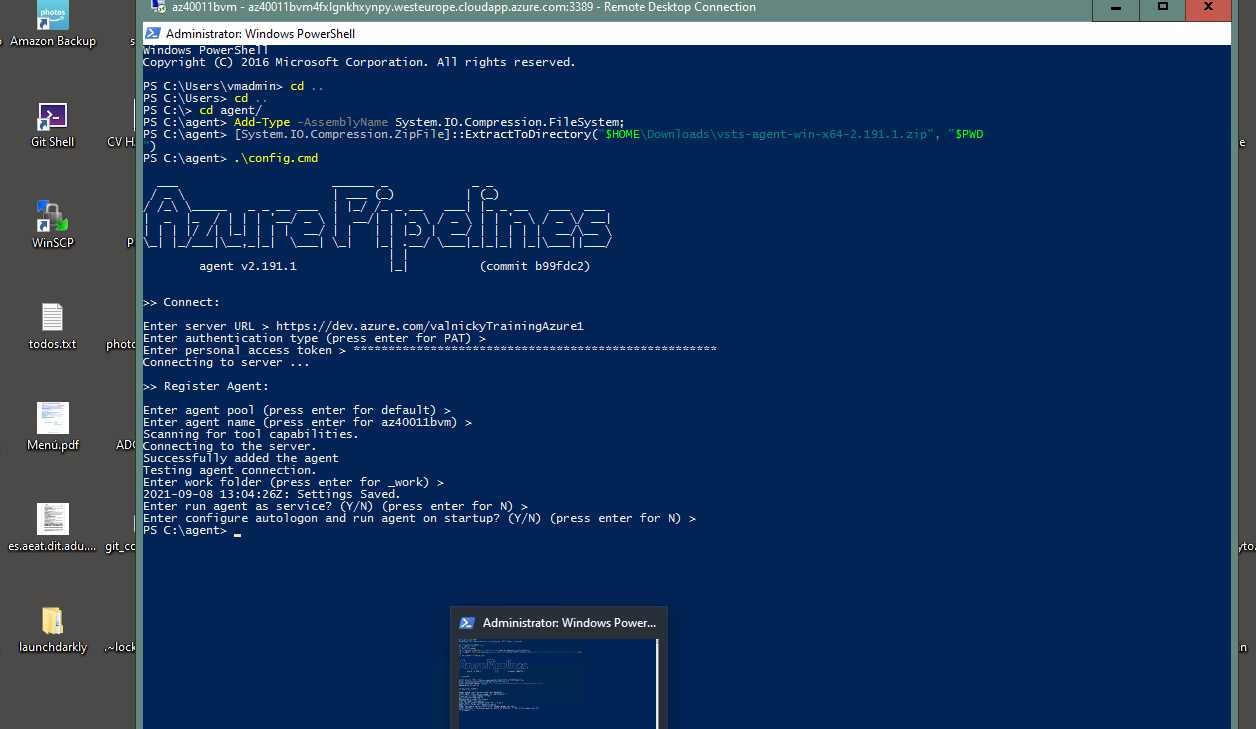 az40011bvm - az40011bvm4fxlgnkhxynpy.westeurope.cloudapp.azure.com:3389 - Remote Desktop Connection
Administrator: Windows PowerShell
Windows PowerShell
Copyright (C) 2016 Microsoft Corporation. All rights reserved.
PS C:\Users\vmadmin> cd ..
PS C:\Users> cd ..
PS C:\> cd agent/
PS C:\agent> Add-Type -AssemblyName System.IO.Compression.FileSystem;
PS C:\agent> [System.IO.Compression.ZipFile]::ExtractToDirectory("$HOME\Downloads\vsts-agent-win-x64-2.191.1.zip", "$PWD
")
PS C:\agent> .\config.cmd
Azure Pipelines
agent v2.191.1 (commit b99fdc2)
>> Connect:
Enter server URL > https://dev.azure.com/valnickyTrainingAzure1
Enter authentication type (press enter for PAT) >
Enter personal access token > ****************************************************
Connecting to server ...
>> Register Agent:
Enter agent pool (press enter for default) >
Enter agent name (press enter for az40011bvm) >
Scanning for tool capabilities.
Connecting to the server.
Successfully added the agent
Testing agent connection.
Enter work folder (press enter for _work) >
2021-09-08 13:04:26Z: Settings Saved.
Enter run agent as service? (Y/N) (press enter for N) >
Enter configure autologon and run agent on startup? (Y/N) (press enter for N) >
PS C:\agent>
Administrator: Windows Power...
photos
Amazon Backup
Git Shell
CV H
WinSCP
todos.txt
photo
Menú.pdf
ADO
es.aeat.dit.adu....
git_co
launchdarkly
.~lock